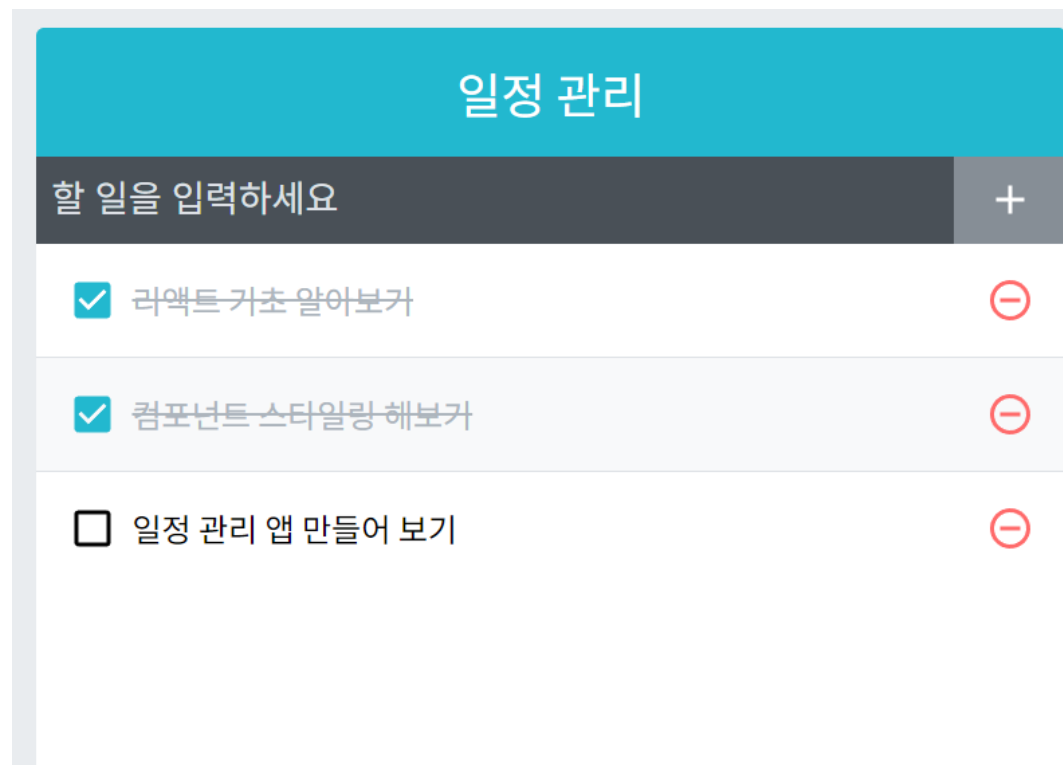 일정 관리
할 일을 입력하세요 +
리액트 기초 알아보기
컴포넌트 스타일링 해보기
일정 관리 앱 만들어 보기